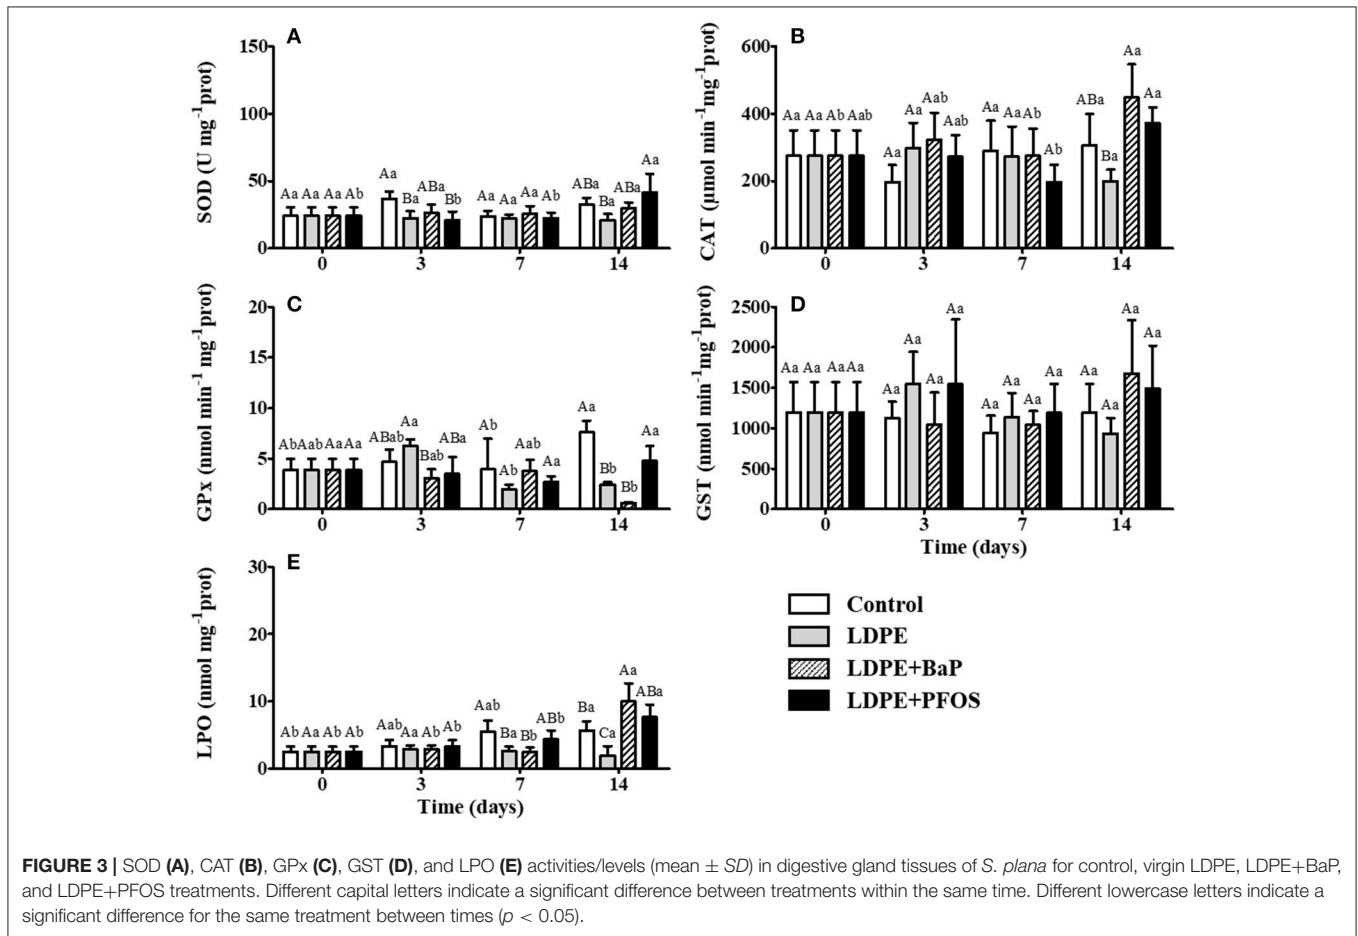 A
SOD (U mg⁻¹prot)
150
100
50
0
Aa Aa Aa Ab
Aa Ba ABa Bb
Aa Aa Aa Ab
ABa Ba ABa Aa
0 3 7 14
B
CAT (μmol min⁻¹mg⁻¹prot)
600
400
200
0
Aa Aa Ab Aab
Aa Aa Aab Aab
Aa Aa Ab Ab
ABa Ba Aa Aa
0 3 7 14
C
GPx (nmol min⁻¹ mg⁻¹prot)
20
15
10
5
0
Ab Aab Aa Aa
ABab Aa Bab ABa
Ab Ab Aab Aa
Aa Bb Bb Aa
0 3 7 14
D
GST (nmol min⁻¹mg⁻¹prot)
2500
2000
1500
1000
500
0
Aa Aa Aa Aa
Aa Aa Aa Aa
Aa Aa Aa Aa
Aa Aa Aa Aa
0 3 7 14
Time (days)
E
LPO (nmol mg⁻¹prot)
30
20
10
0
Ab Aa Ab Ab
Aab Aa Ab Ab
Aab Ba Bb ABb
Ba Ca Aa ABa
0 3 7 14
Time (days)
Control
LDPE
LDPE+BaP
LDPE+PFOS
FIGURE 3 | SOD (A), CAT (B), GPx (C), GST (D), and LPO (E) activities/levels (mean ± SD) in digestive gland tissues of S. plana for control, virgin LDPE, LDPE+BaP,
and LDPE+PFOS treatments. Different capital letters indicate a significant difference between treatments within the same time. Different lowercase letters indicate a
significant difference for the same treatment between times (p < 0.05).